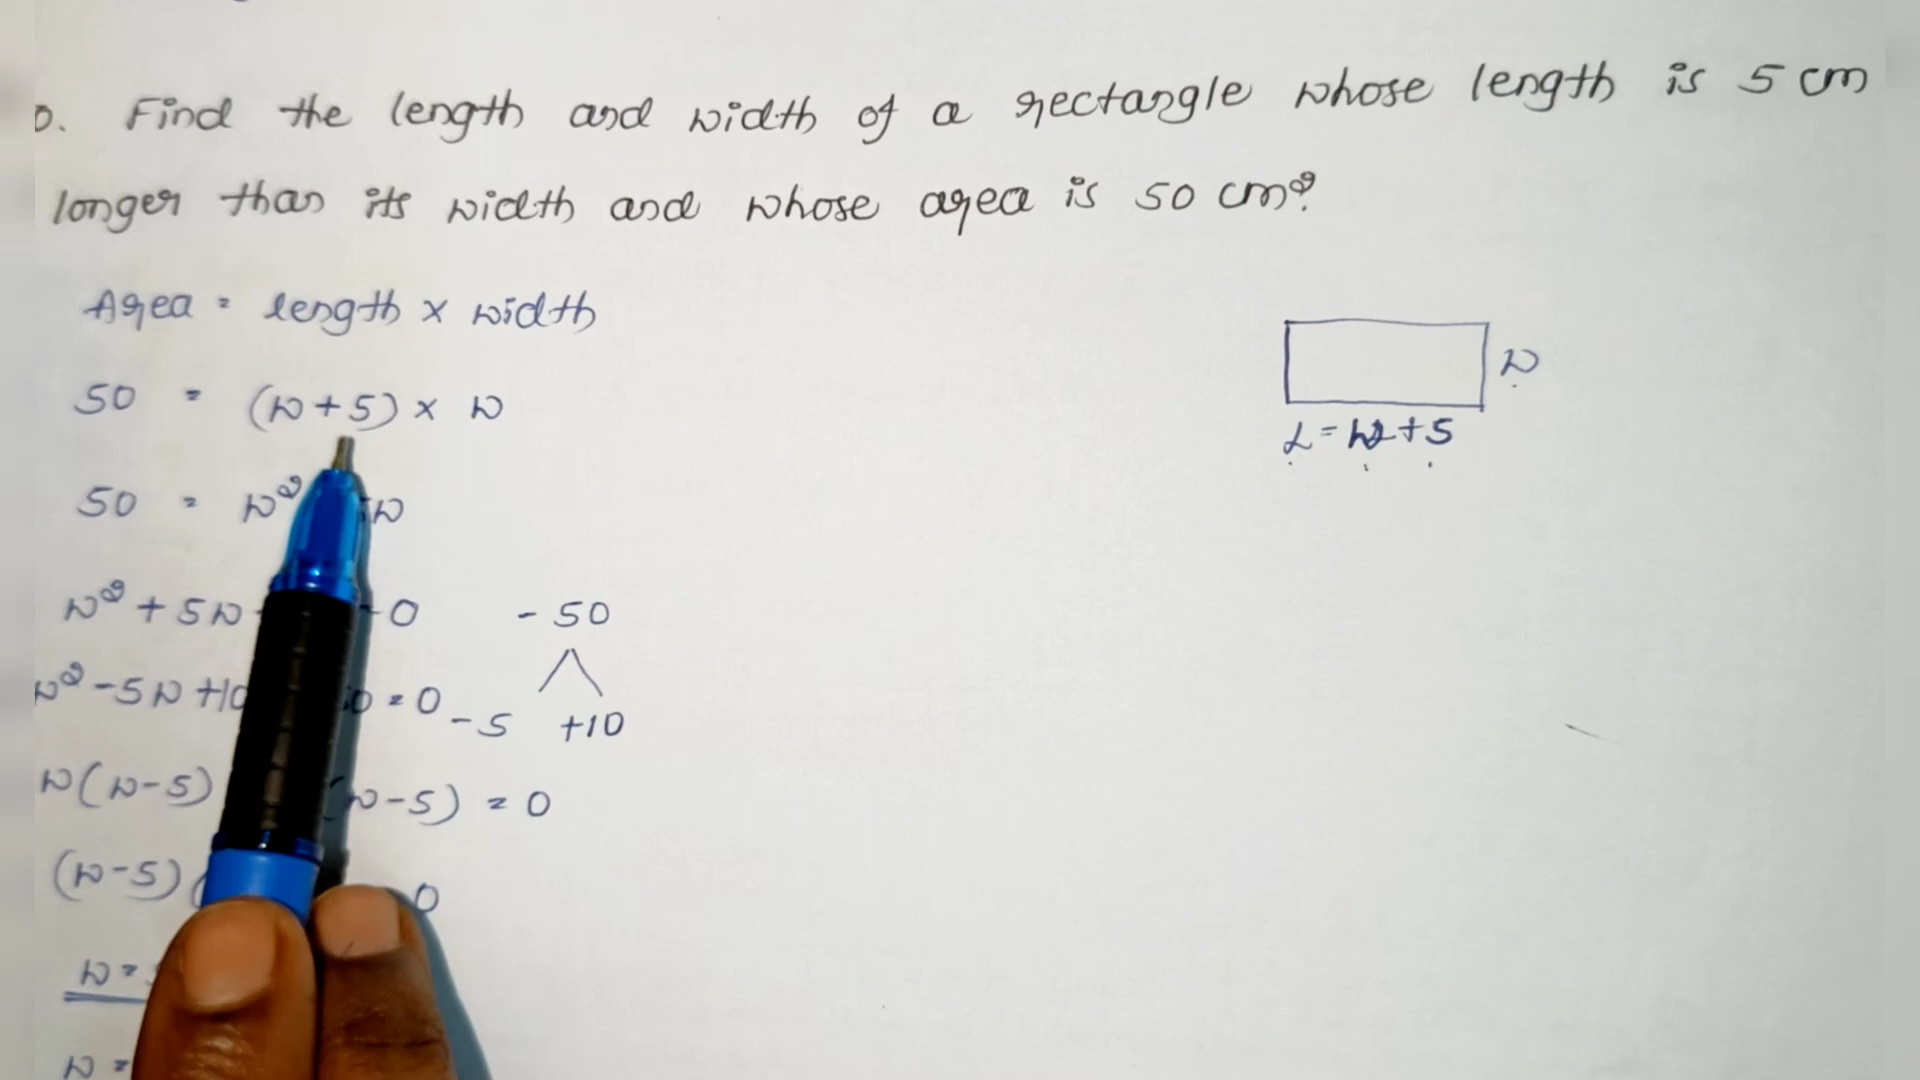 Find the length and width of a rectangle whose length is 5 cm
longer than its width and whose area is 50 cm².
Area = length × width
50 = (w+5) × w
50 = w² w
w² + 5w 0
w² -5w +10 0 = 0
w(w-5) w-5) = 0
(w-5)( 0
w =
w =
- 50
-5 +10
w
L = w+5